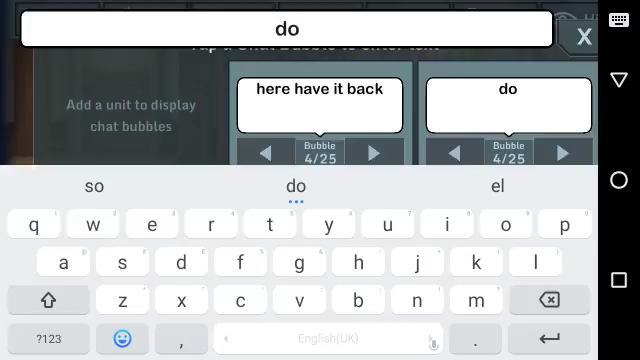 do
X
Tap a Chat Bubble to enter text
Add a unit to display
chat bubbles
here have it back
do
Bubble
4/25
Bubble
4/25
so
do
el
q w e r t y u i o p
a s d f g h j k l
z x c v b n m
?123
,
English(UK)
.